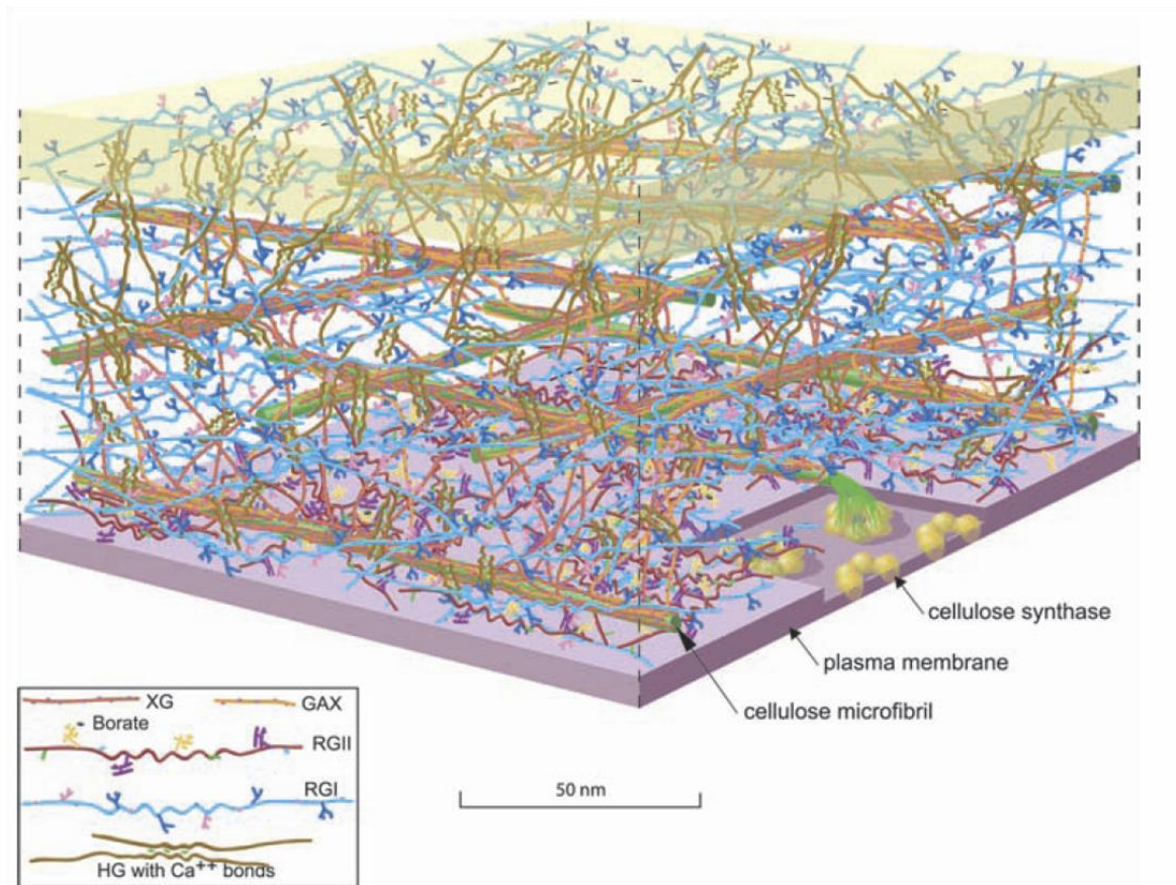 cellulose synthase
plasma membrane
cellulose microfibril
XG GAX
Borate
RGII
RGI
HG with Ca⁺⁺ bonds
50 nm